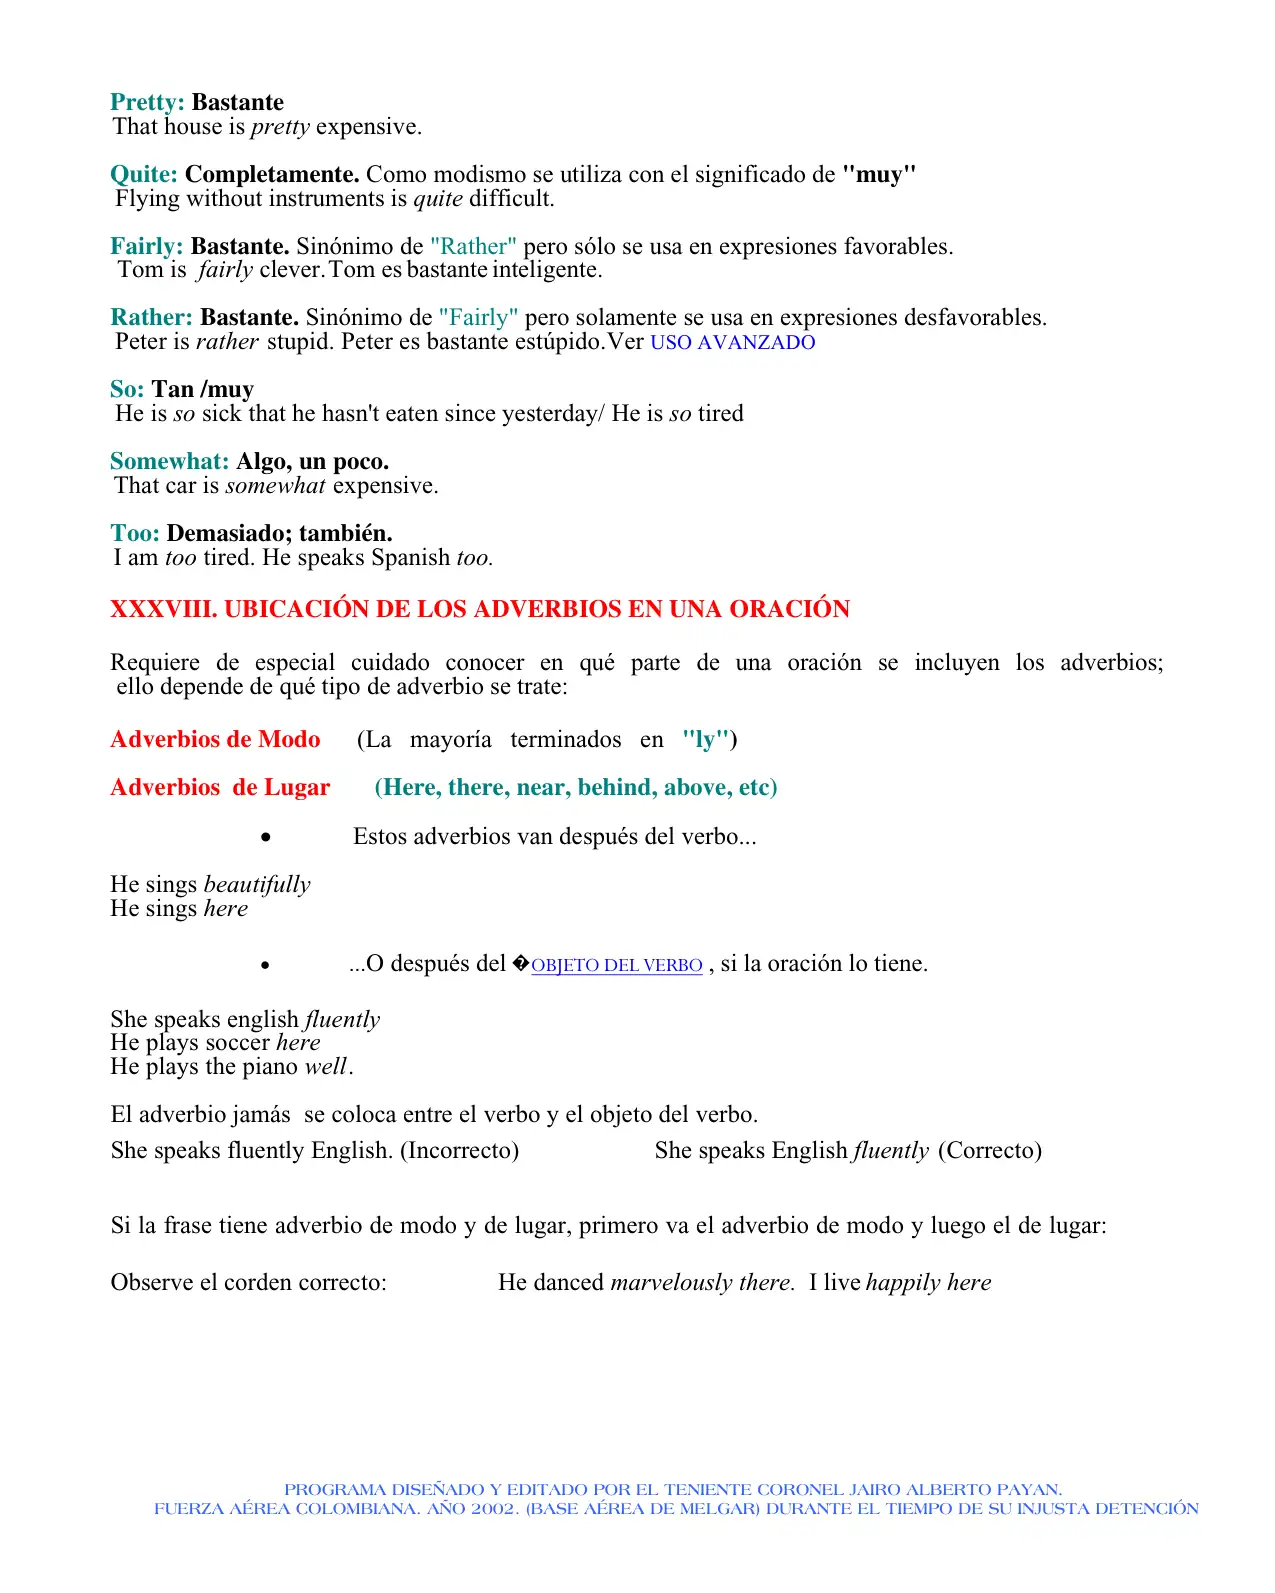 Pretty: Bastante
That house is pretty expensive.
Quite: Completamente. Como modismo se utiliza con el significado de "muy"
Flying without instruments is quite difficult.
Fairly: Bastante. Sinónimo de "Rather" pero sólo se usa en expresiones favorables.
Tom is fairly clever. Tom es bastante inteligente.
Rather: Bastante. Sinónimo de "Fairly" pero solamente se usa en expresiones desfavorables.
Peter is rather stupid. Peter es bastante estúpido.Ver USO AVANZADO
So: Tan /muy
He is so sick that he hasn't eaten since yesterday/ He is so tired
Somewhat: Algo, un poco.
That car is somewhat expensive.
Too: Demasiado; también.
I am too tired. He speaks Spanish too.
XXXVIII. UBICACIÓN DE LOS ADVERBIOS EN UNA ORACIÓN
Requiere de especial cuidado conocer en qué parte de una oración se incluyen los adverbios;
ello depende de qué tipo de adverbio se trate:
Adverbios de Modo (La mayoría terminados en "ly")
Adverbios de Lugar (Here, there, near, behind, above, etc)
• Estos adverbios van después del verbo...
He sings beautifully
He sings here
• ...O después del �OBJETO DEL VERBO , si la oración lo tiene.
She speaks english fluently
He plays soccer here
He plays the piano well.
El adverbio jamás se coloca entre el verbo y el objeto del verbo.
She speaks fluently English. (Incorrecto) She speaks English fluently (Correcto)
Si la frase tiene adverbio de modo y de lugar, primero va el adverbio de modo y luego el de lugar:
Observe el corden correcto: He danced marvelously there. I live happily here
PROGRAMA DISEÑADO Y EDITADO POR EL TENIENTE CORONEL JAIRO ALBERTO PAYAN.
FUERZA AÉREA COLOMBIANA. AÑO 2002. (BASE AÉREA DE MELGAR) DURANTE EL TIEMPO DE SU INJUSTA DETENCIÓN